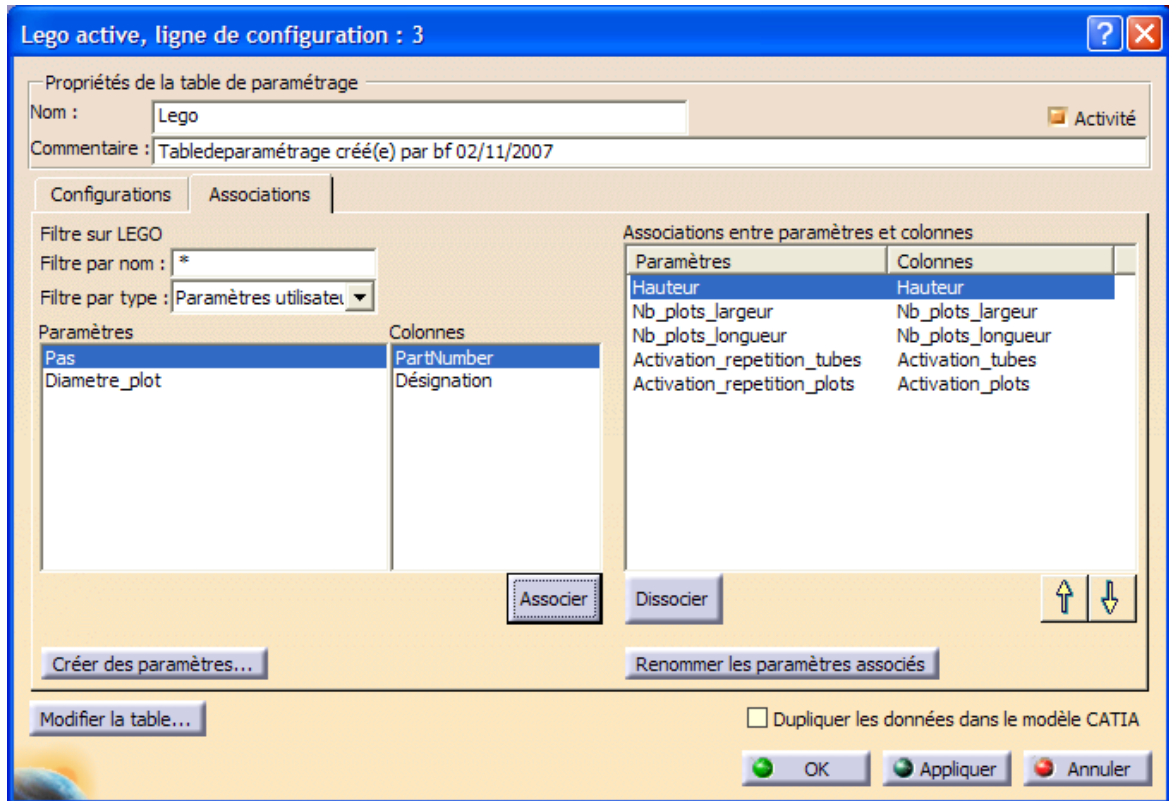 Lego active, ligne de configuration : 3
Propriétés de la table de paramétrage
Nom : Lego
Activité
Commentaire : Tabledeparamétrage créé(e) par bf 02/11/2007
Configurations Associations
Filtre sur LEGO
Filtre par nom : *
Filtre par type : Paramètres utilisateu
Paramètres Colonnes
Pas PartNumber
Diametre_plot Désignation
Associer
Créer des paramètres...
Associations entre paramètres et colonnes
Paramètres Colonnes
Hauteur Hauteur
Nb_plots_largeur Nb_plots_largeur
Nb_plots_longueur Nb_plots_longueur
Activation_repetition_tubes Activation_tubes
Activation_repetition_plots Activation_plots
Dissocier
Renommer les paramètres associés
Modifier la table...
Dupliquer les données dans le modèle CATIA
OK Appliquer Annuler